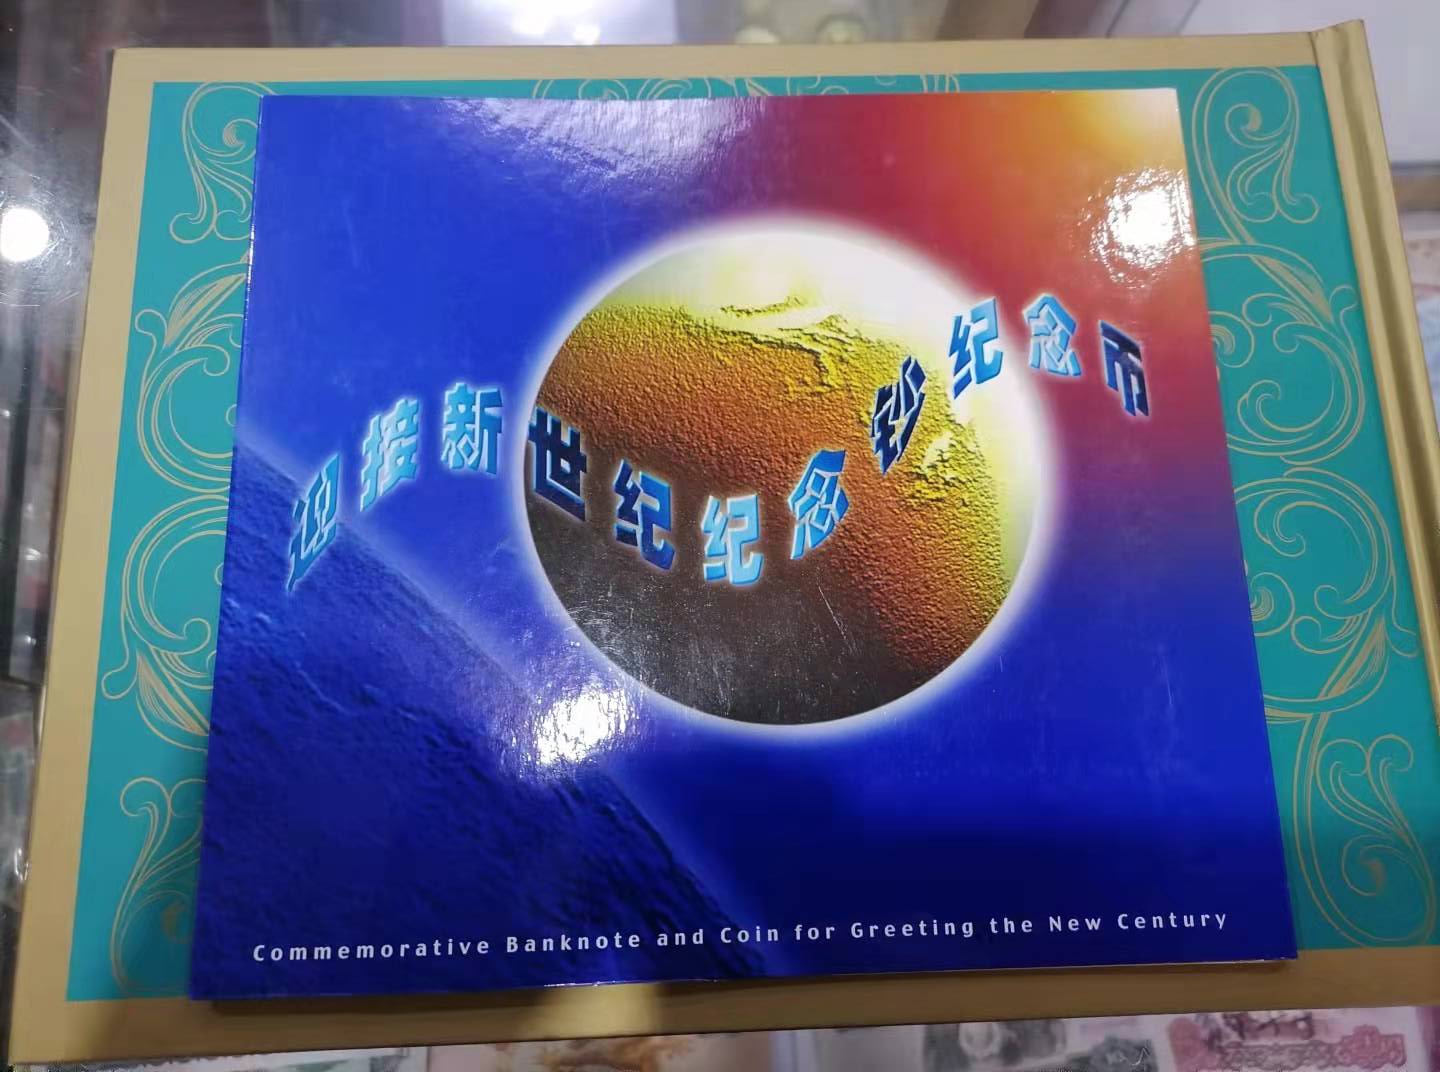 迎接新世纪纪念钞纪念币
Commemorative Banknote and Coin for Greeting the New Century